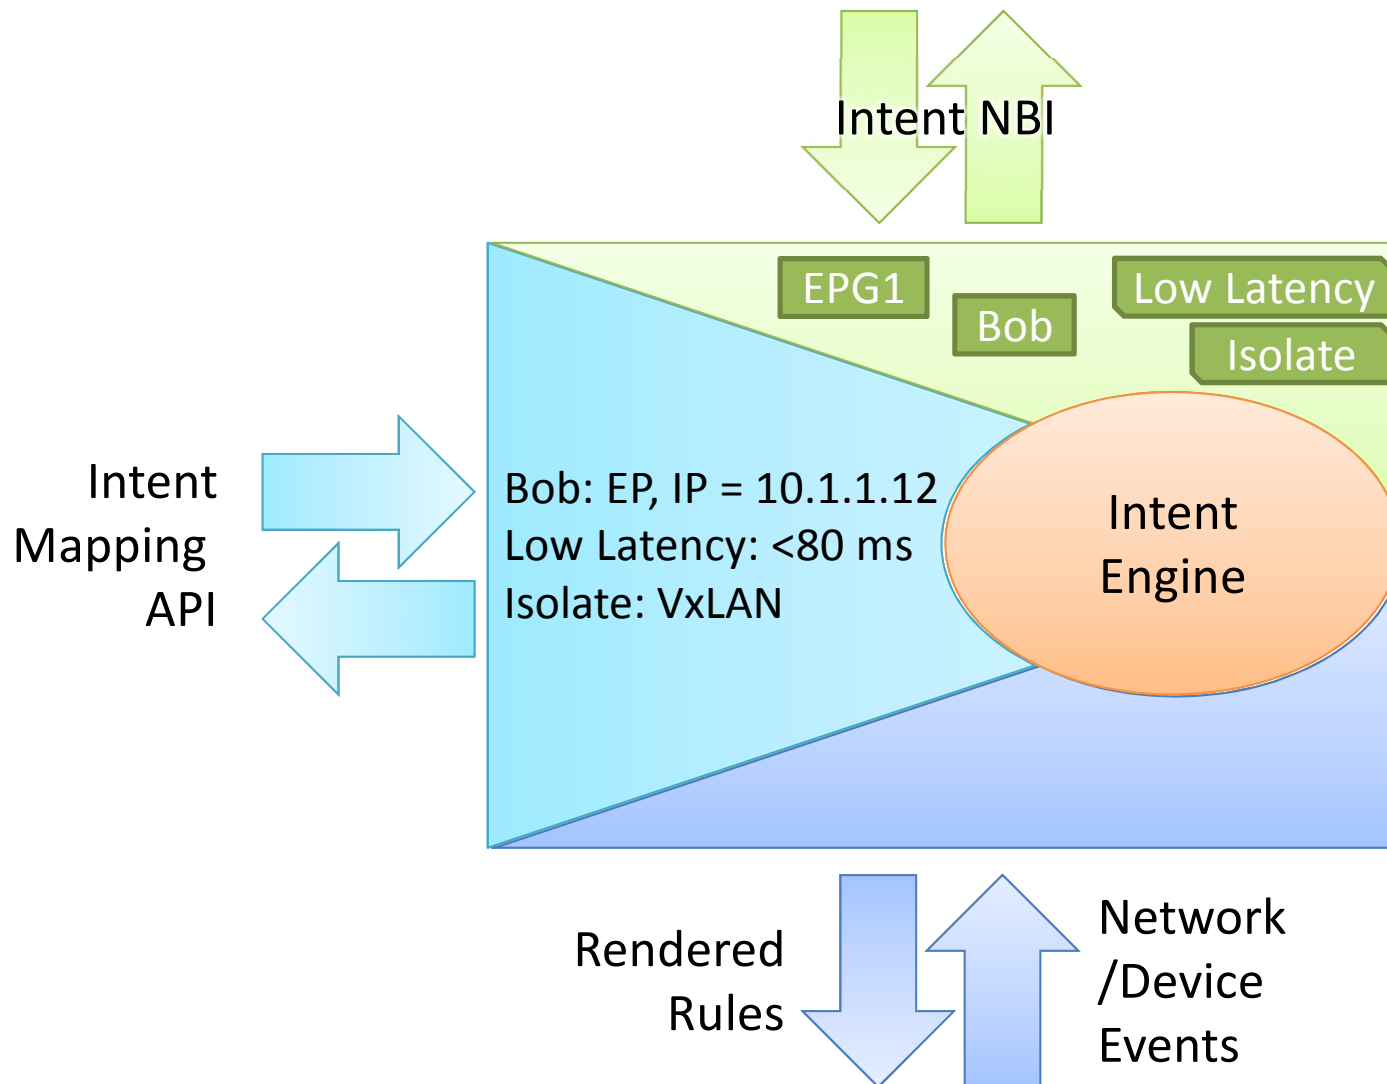 Intent NBI
EPG1
Bob
Low Latency
Isolate
Intent
Mapping
API
Bob: EP, IP = 10.1.1.12
Low Latency: <80 ms
Isolate: VxLAN
Intent
Engine
Rendered
Rules
Network
/Device
Events